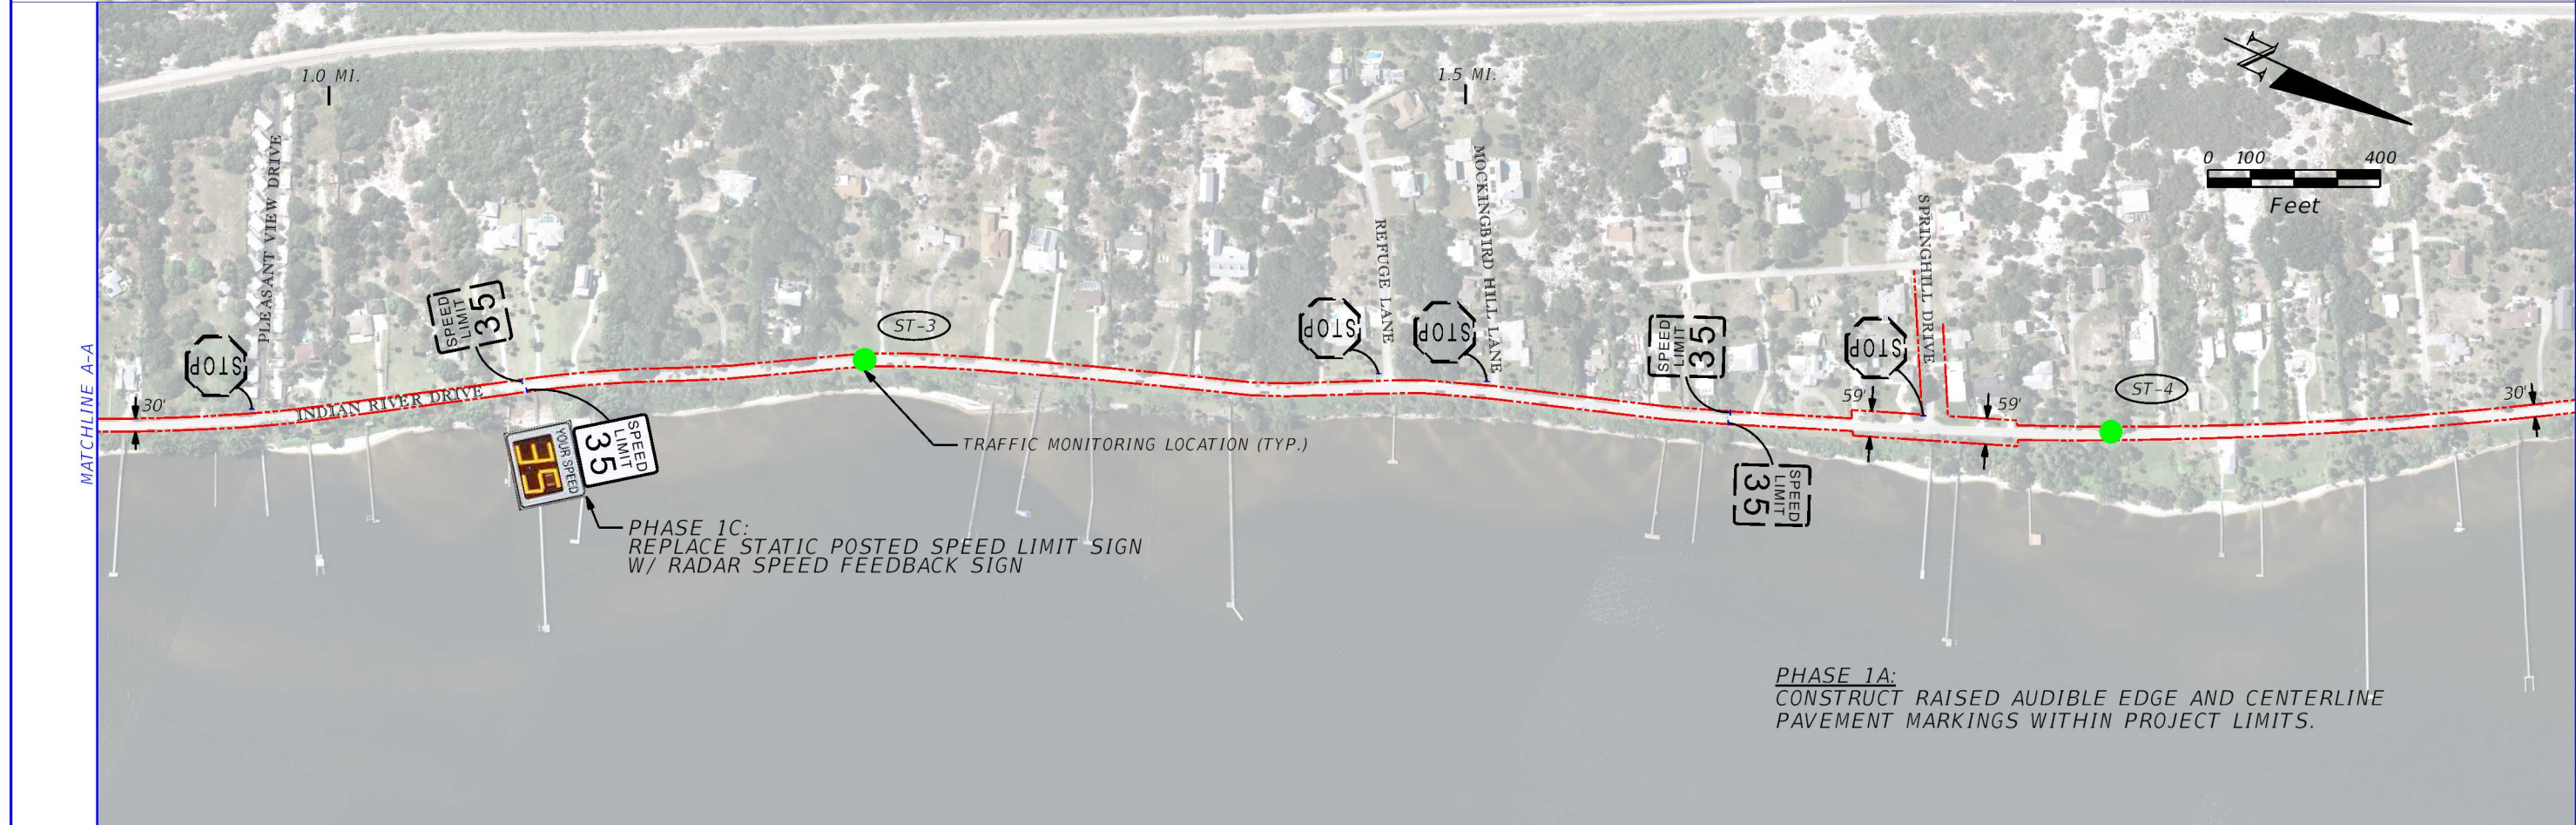 1.0 MI.
1.5 MI.
N
0 100 400
Feet
MATCHLINE A-A
PLEASANT VIEW DRIVE
REFUGE LANE
MOCKINGBIRD HILL LANE
SPRINGHILL DRIVE
STOP
SPEED
LIMIT
35
ST-3
STOP
STOP
SPEED
LIMIT
35
STOP
ST-4
30'
INDIAN RIVER DRIVE
59'
59'
30'
TRAFFIC MONITORING LOCATION (TYP.)
SPEED
LIMIT
35
YOUR SPEED
35
SPEED
LIMIT
35
PHASE 1C:
REPLACE STATIC POSTED SPEED LIMIT SIGN
W/ RADAR SPEED FEEDBACK SIGN
PHASE 1A:
CONSTRUCT RAISED AUDIBLE EDGE AND CENTERLINE
PAVEMENT MARKINGS WITHIN PROJECT LIMITS.